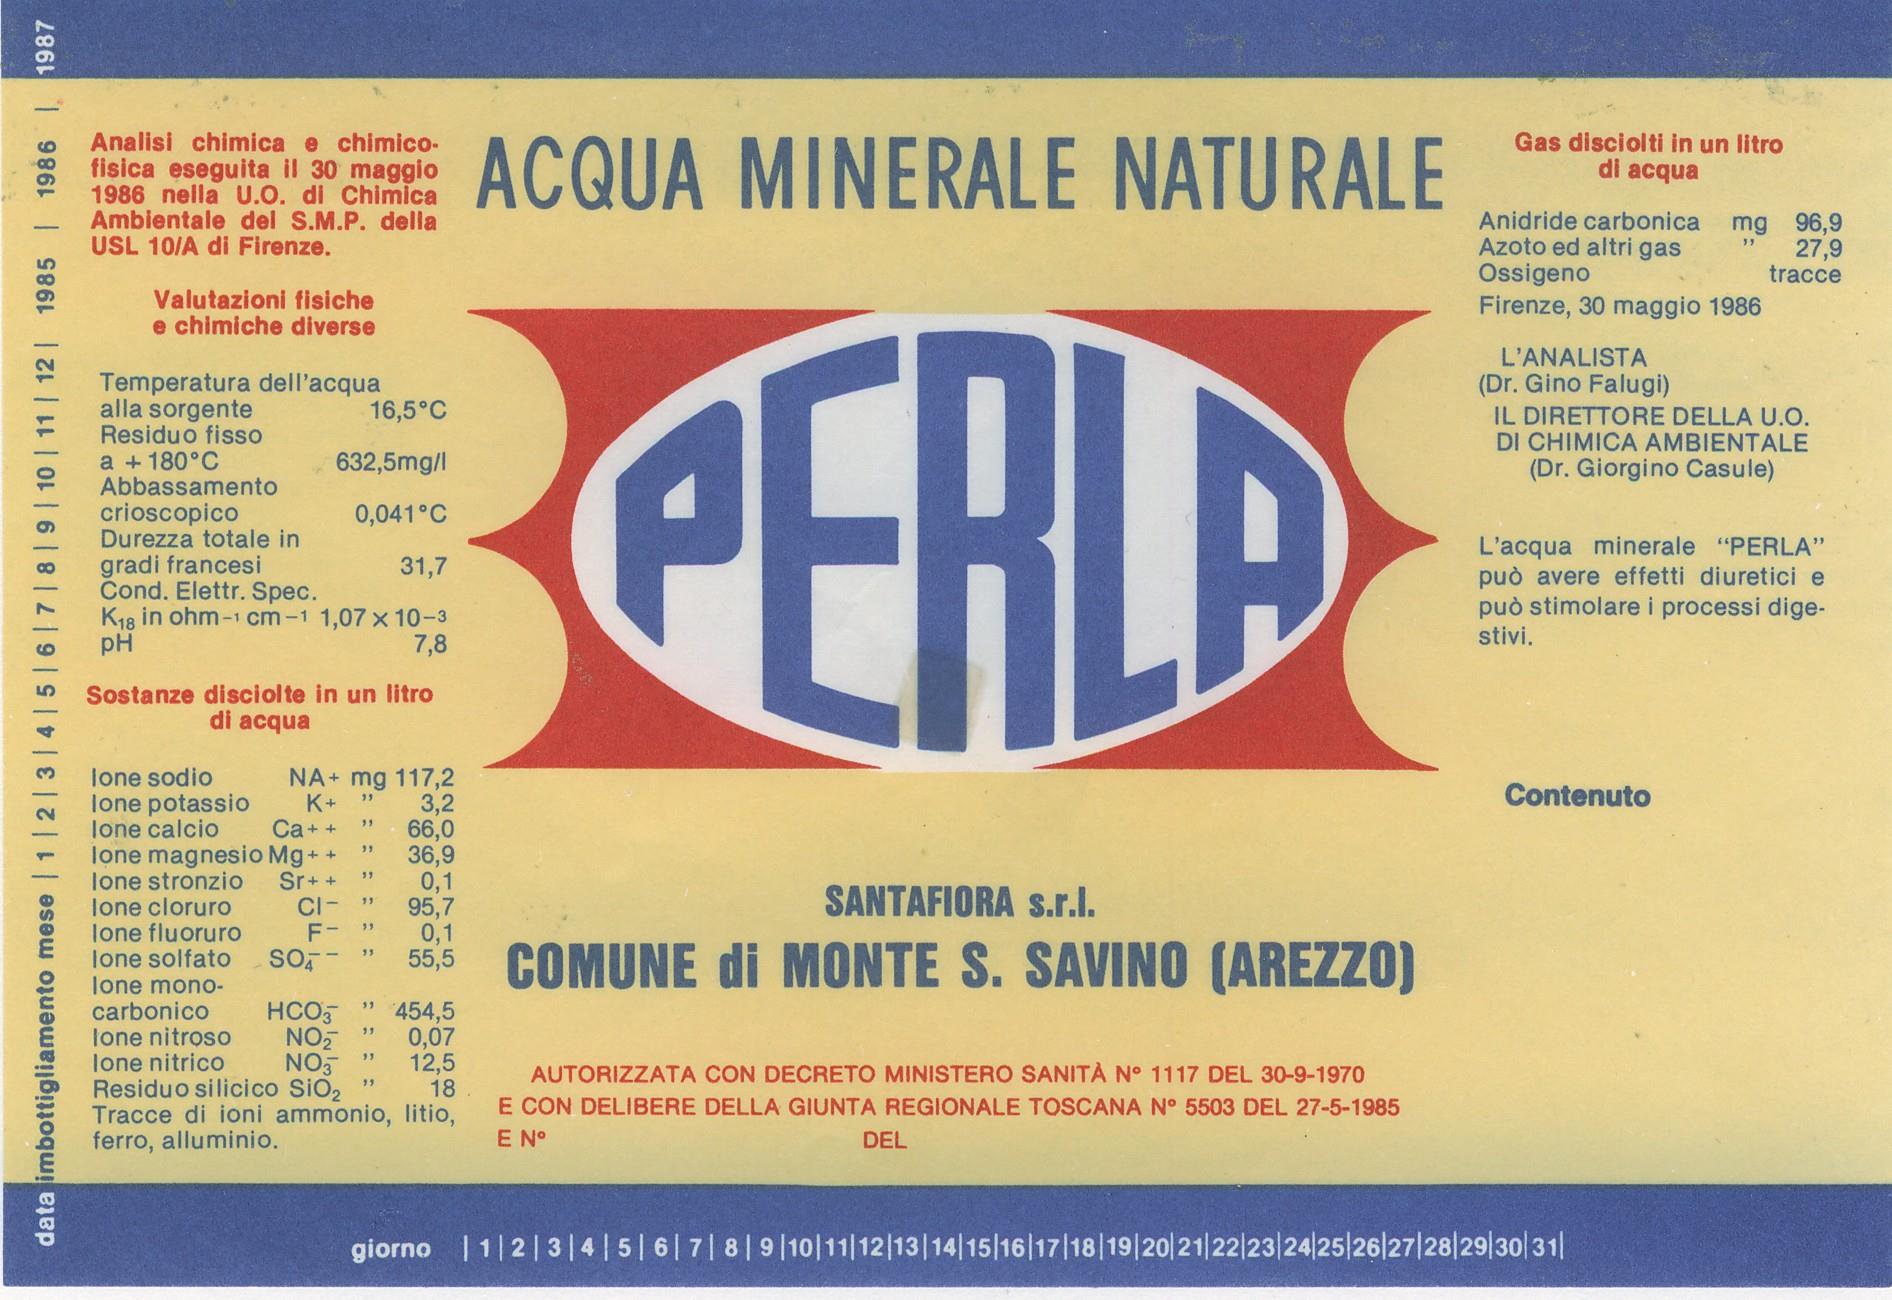 data imbottigliamento mese | 1 | 2 | 3 | 4 | 5 | 6 | 7 | 8 | 9 | 10 | 11 | 12 | 1985 | 1986 | 1987
Analisi chimica e chimico-
fisica eseguita il 30 maggio
1986 nella U.O. di Chimica
Ambientale del S.M.P. della
USL 10/A di Firenze.
Valutazioni fisiche
e chimiche diverse
Temperatura dell'acqua
alla sorgente 16,5°C
Residuo fisso
a +180°C 632,5mg/l
Abbassamento
crioscopico 0,041°C
Durezza totale in
gradi francesi 31,7
Cond. Elettr. Spec.
K₁₈ in ohm⁻¹ cm⁻¹ 1,07 × 10⁻³
pH 7,8
Sostanze disciolte in un litro
di acqua
Ione sodio NA+ mg 117,2
Ione potassio K+ ” 3,2
Ione calcio Ca++ ” 66,0
Ione magnesio Mg++ ” 36,9
Ione stronzio Sr++ ” 0,1
Ione cloruro Cl− ” 95,7
Ione fluoruro F− ” 0,1
Ione solfato SO₄−− ” 55,5
Ione mono-
carbonico HCO₃− ” 454,5
Ione nitroso NO₂− ” 0,07
Ione nitrico NO₃− ” 12,5
Residuo silicico SiO₂ ” 18
Tracce di ioni ammonio, litio,
ferro, alluminio.
ACQUA MINERALE NATURALE
PERLA
SANTAFIORA s.r.l.
COMUNE di MONTE S. SAVINO (AREZZO)
AUTORIZZATA CON DECRETO MINISTERO SANITÀ N° 1117 DEL 30-9-1970
E CON DELIBERE DELLA GIUNTA REGIONALE TOSCANA N° 5503 DEL 27-5-1985
E N° DEL
Gas disciolti in un litro
di acqua
Anidride carbonica mg 96,9
Azoto ed altri gas ” 27,9
Ossigeno tracce
Firenze, 30 maggio 1986
L'ANALISTA
(Dr. Gino Falugi)
IL DIRETTORE DELLA U.O.
DI CHIMICA AMBIENTALE
(Dr. Giorgino Casule)
L'acqua minerale “PERLA”
può avere effetti diuretici e
può stimolare i processi dige-
stivi.
Contenuto
giorno | 1 | 2 | 3 | 4 | 5 | 6 | 7 | 8 | 9 |10|11|12|13|14|15|16|17|18|19|20|21|22|23|24|25|26|27|28|29|30|31|